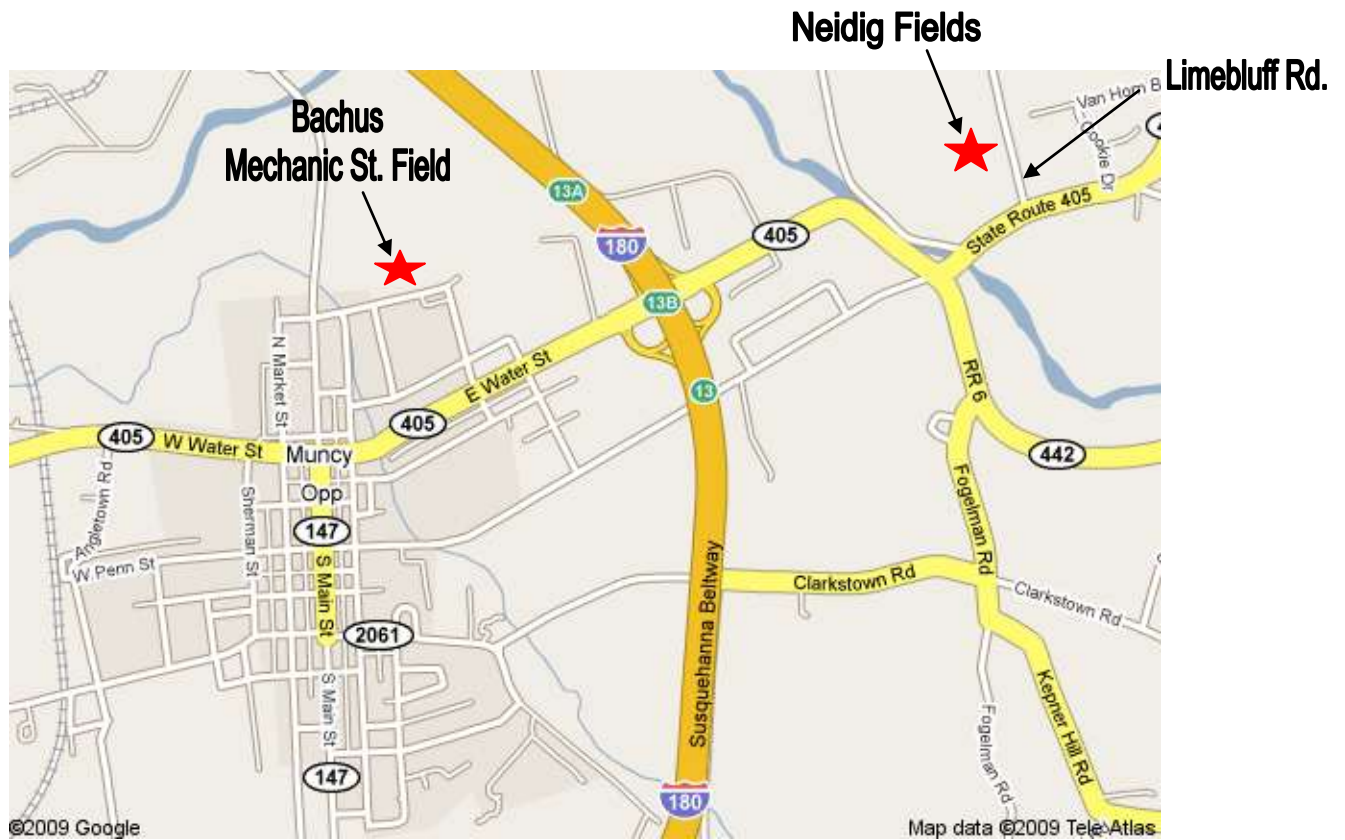 Neidig Fields
Limebluff Rd.
Bachus
Mechanic St. Field
Van Horn B
Cookie Dr
13A
180
405
State Route 405
13B
N Market St
E Water St
13
RR 6
405
405
W Water St
Muncy
442
Opp
Angletown Rd
Sherman St
147
Fogelman Rd
W Penn St
S Main St
Susquehanna Beltway
Clarkstown Rd
Clarkstown Rd
2061
S Main St
Kepner Hill Rd
Fogelman Rd
147
180
©2009 Google
Map data ©2009 Tele Atlas